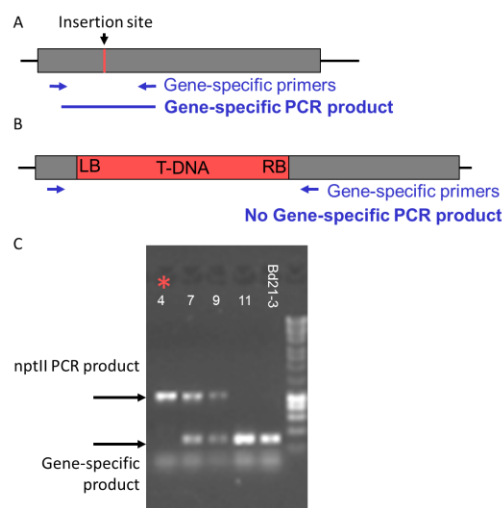 A
Insertion site
Gene-specific primers
Gene-specific PCR product
B
LB T-DNA RB
Gene-specific primers
No Gene-specific PCR product
C
*
4 7 9 11 Bd21-3
nptII PCR product
Gene-specific
product